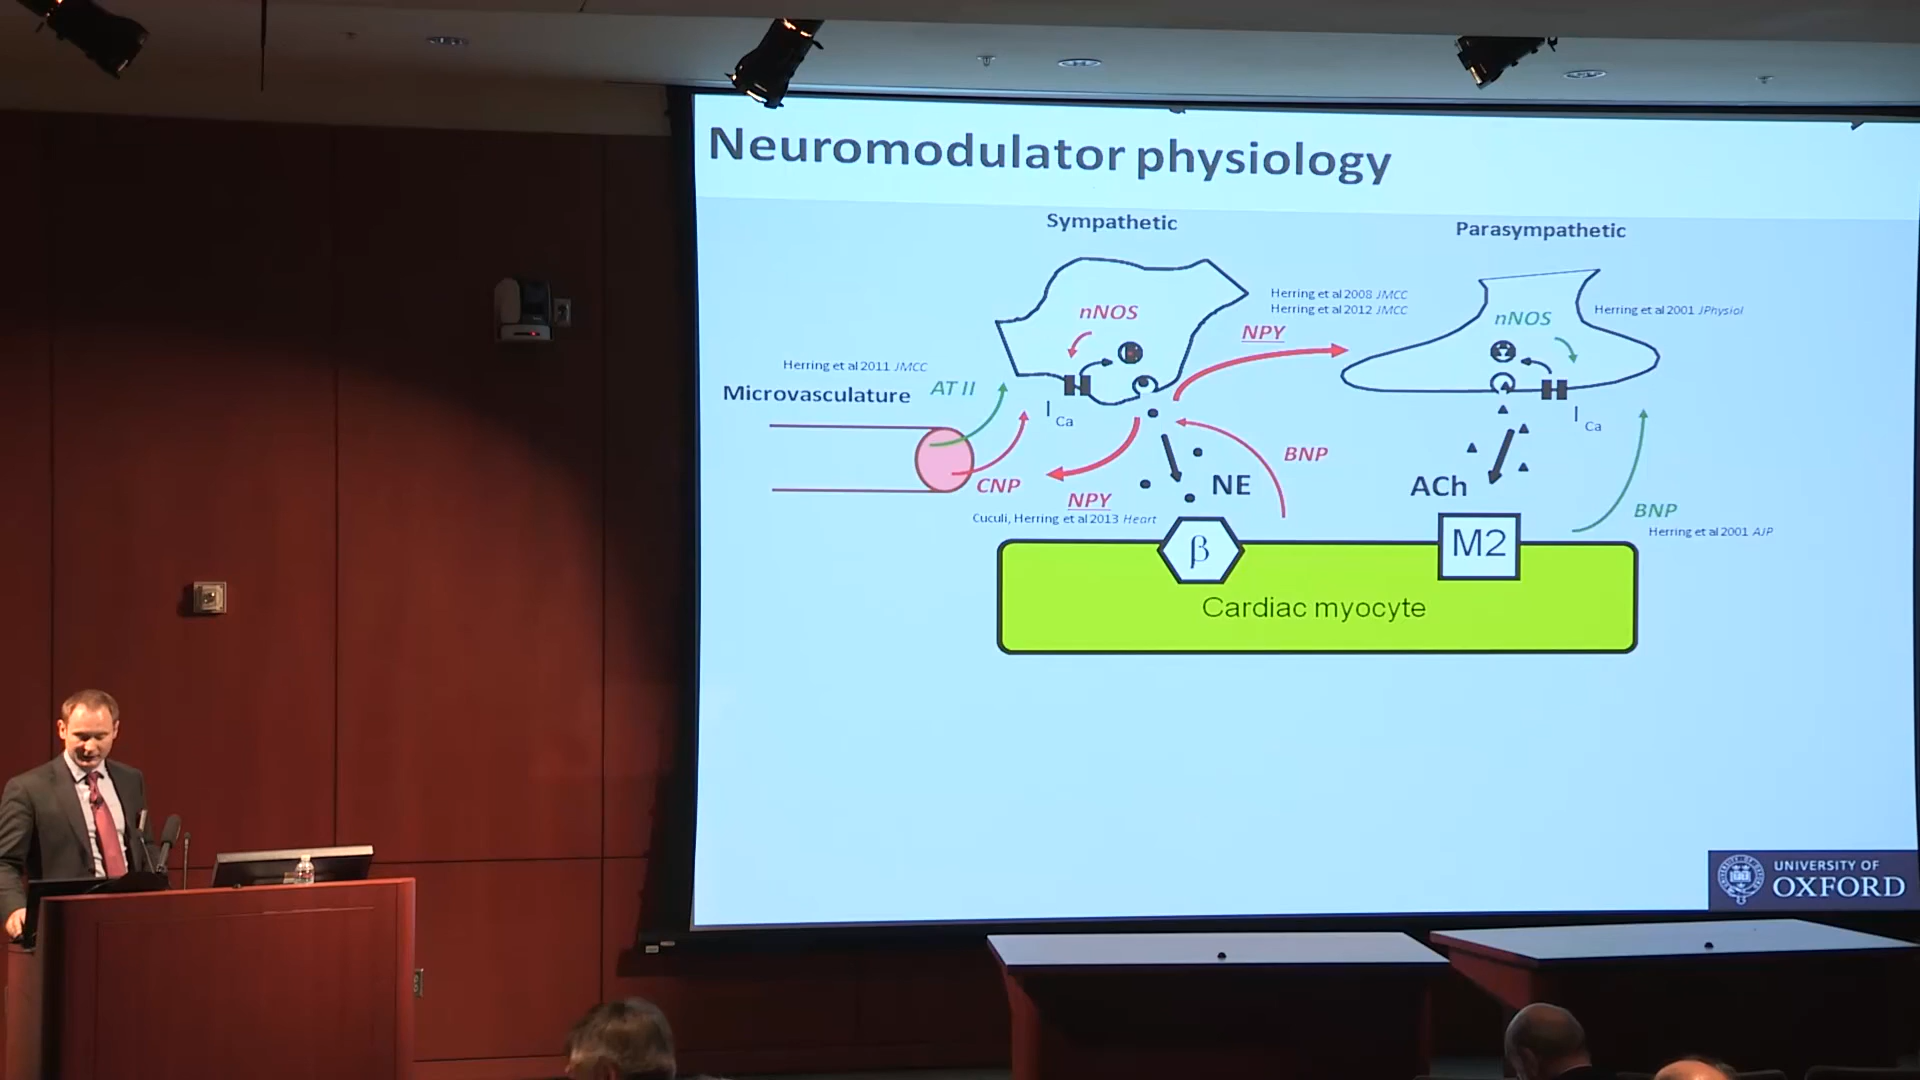 Neuromodulator physiology
Sympathetic
Parasympathetic
nNOS
Herring et al 2008 JMCC
Herring et al 2012 JMCC
NPY
nNOS
Herring et al 2001 JPhysiol
Herring et al 2011 JMCC
Microvasculature
AT II
I Ca
I Ca
CNP
NPY
BNP
NE
ACh
BNP
Cuculi, Herring et al 2013 Heart
Herring et al 2001 AJP
β
M2
Cardiac myocyte
UNIVERSITY OF
OXFORD